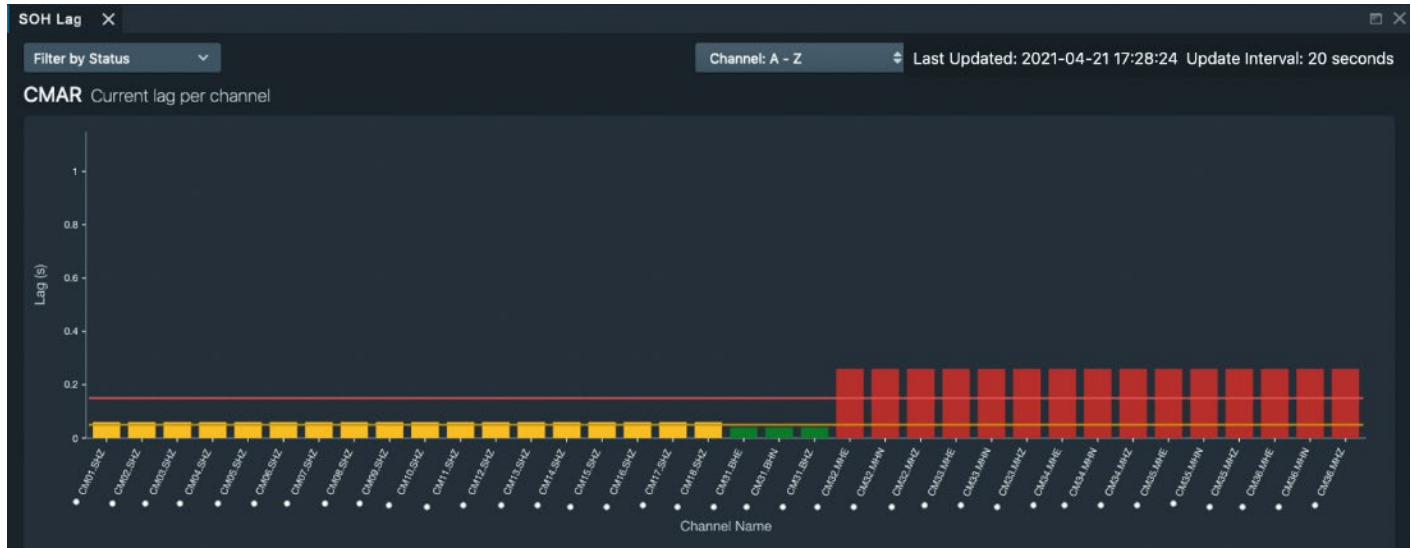 SOH Lag
Filter by Status
Channel: A - Z
Last Updated: 2021-04-21 17:28:24 Update Interval: 20 seconds
CMAR Current lag per channel
1
0.8
0.6
0.4
0.2
0
Lag (s)
CM01.SHZ
CM02.SHZ
CM03.SHZ
CM04.SHZ
CM05.SHZ
CM06.SHZ
CM07.SHZ
CM08.SHZ
CM09.SHZ
CM10.SHZ
CM11.SHZ
CM12.SHZ
CM13.SHZ
CM14.SHZ
CM15.SHZ
CM16.SHZ
CM17.SHZ
CM18.SHZ
CM31.BHE
CM31.BHN
CM31.BHZ
CM32.MHE
CM32.MHN
CM32.MHZ
CM33.MHE
CM33.MHN
CM33.MHZ
CM34.MHE
CM34.MHN
CM34.MHZ
CM35.MHE
CM35.MHN
CM35.MHZ
CM36.MHE
CM36.MHN
CM36.MHZ
Channel Name